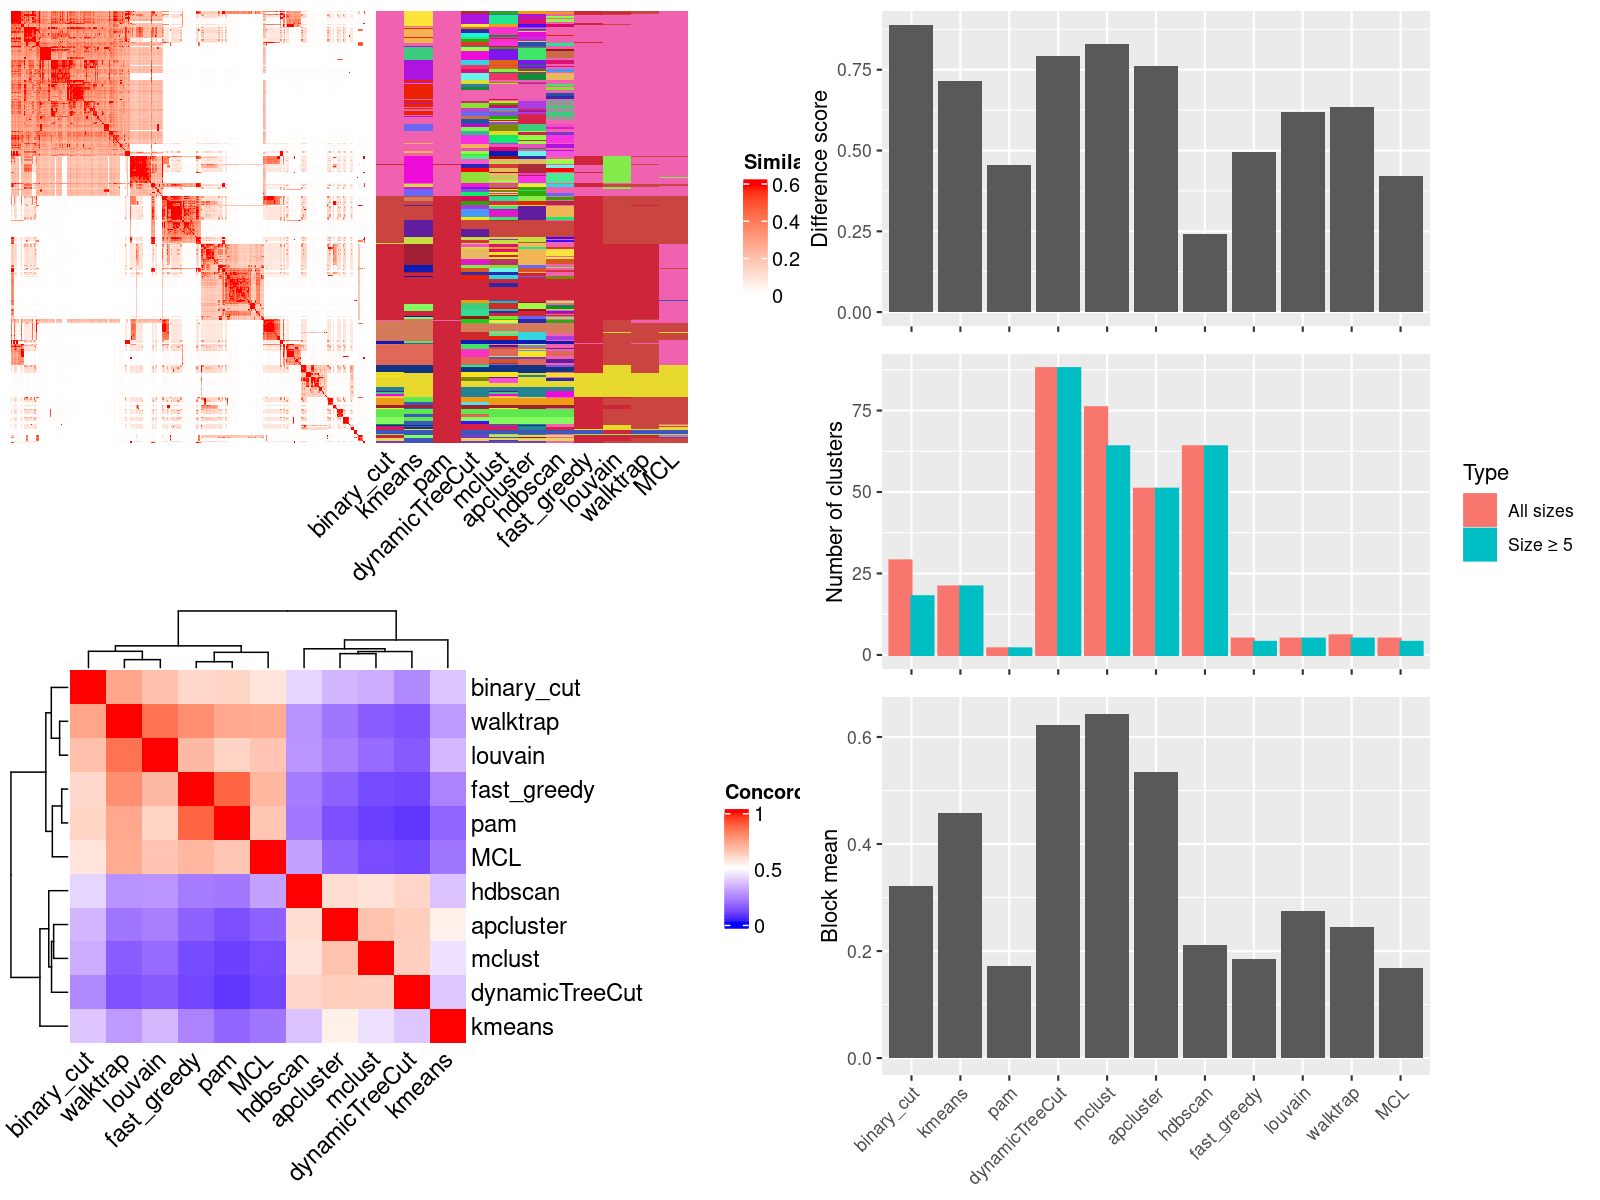 Simila
0.6
0.4
0.2
0
binary_cut
kmeans
pam
dynamicTreeCut
mclust
apcluster
hdbscan
fast_greedy
louvain
walktrap
MCL
binary_cut
walktrap
louvain
fast_greedy
pam
MCL
hdbscan
apcluster
mclust
dynamicTreeCut
kmeans
Concord
1
0.5
0
binary_cut
walktrap
louvain
fast_greedy
pam
MCL
hdbscan
apcluster
mclust
dynamicTreeCut
kmeans
Difference score
0.75
0.50
0.25
0.00
Number of clusters
75
50
25
0
Type
All sizes
Size ≥ 5
Block mean
0.6
0.4
0.2
0.0
binary_cut
kmeans
pam
dynamicTreeCut
mclust
apcluster
hdbscan
fast_greedy
louvain
walktrap
MCL